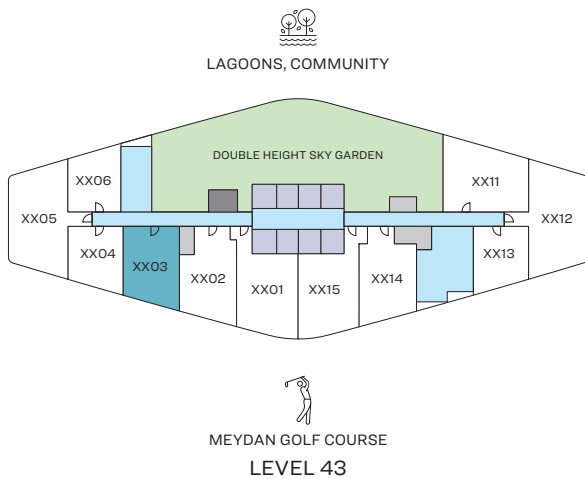 LAGOONS, COMMUNITY
DOUBLE HEIGHT SKY GARDEN
XX06
XX11
XX05
XX12
XX04
XX03
XX02
XX01
XX15
XX14
XX13
MEYDAN GOLF COURSE
LEVEL 43